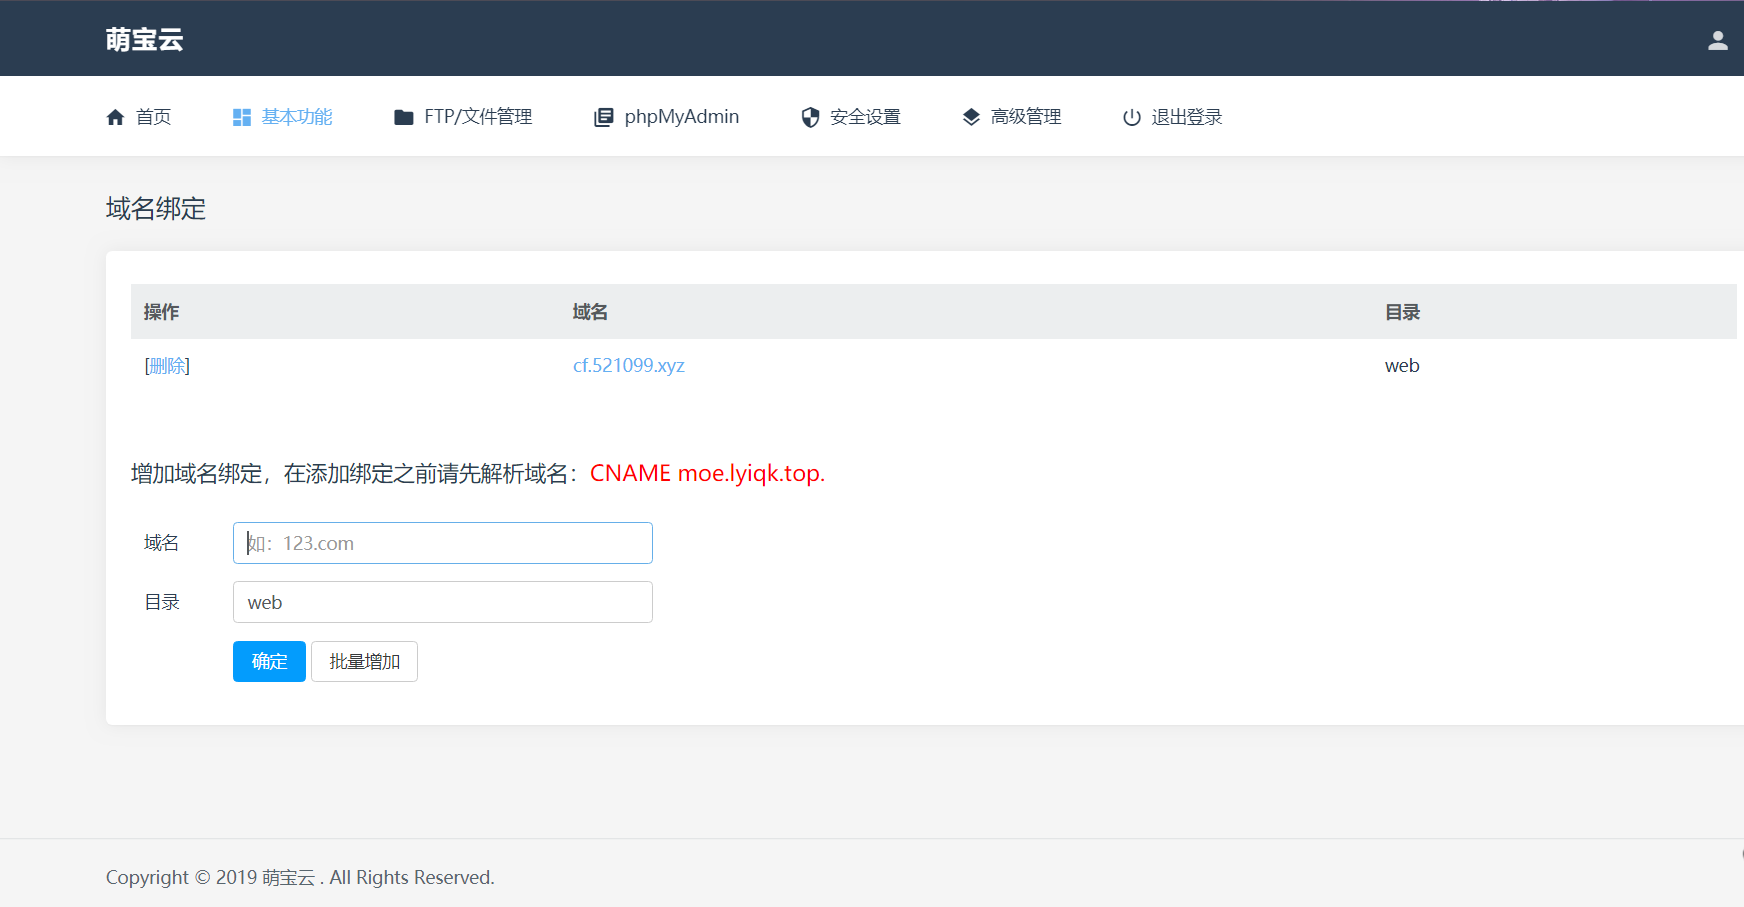 萌宝云
首页 基本功能 FTP/文件管理 phpMyAdmin 安全设置 高级管理 退出登录
域名绑定
操作 域名 目录
[删除] cf.521099.xyz web
增加域名绑定，在添加绑定之前请先解析域名：CNAME moe.lyiqk.top.
域名 如：123.com
目录 web
确定 批量增加
Copyright © 2019 萌宝云 . All Rights Reserved.